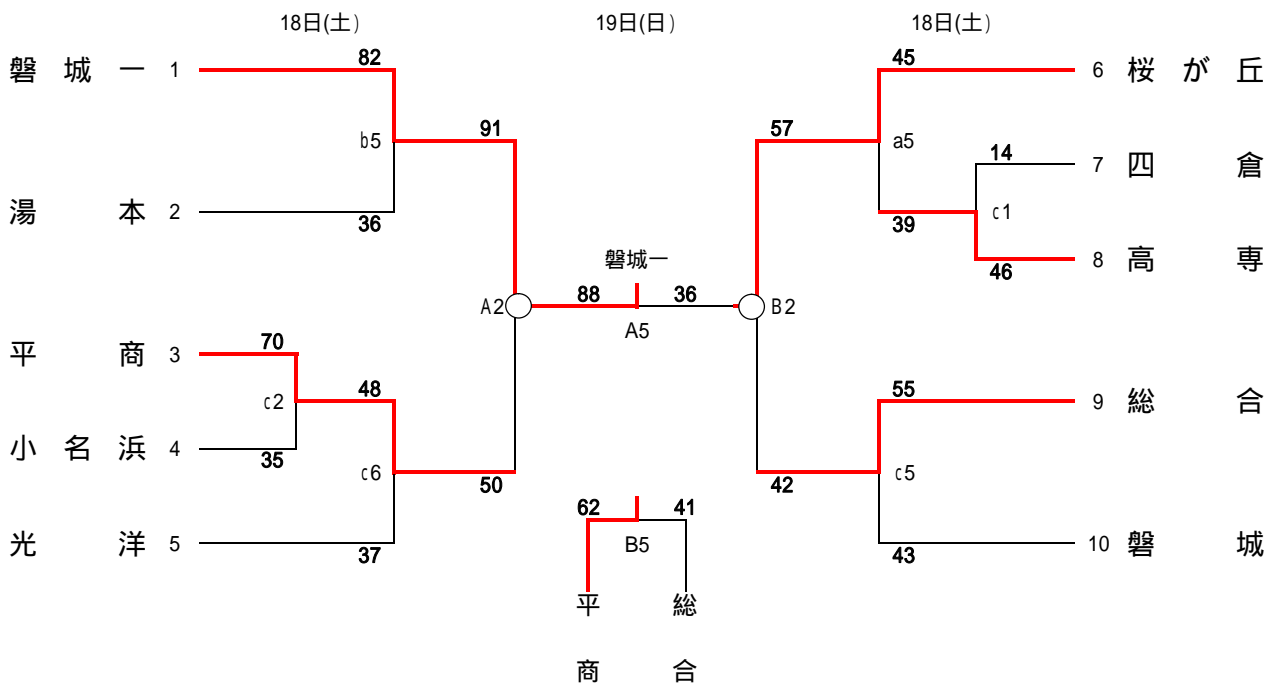 18日(土) 19日(日) 18日(土)
磐城一 1 82 45 6 桜が丘
b5 91 57 a5
14 7 四倉
湯本 2 36 39 c1
磐城一 46 8 高専
A2 88 36 B2
A5
平商 3 70
c2 48 55 9 総合
小名浜 4 35
c6 50 42 c5
62 41
光洋 5 37 B5 43 10 磐城
平商 総合